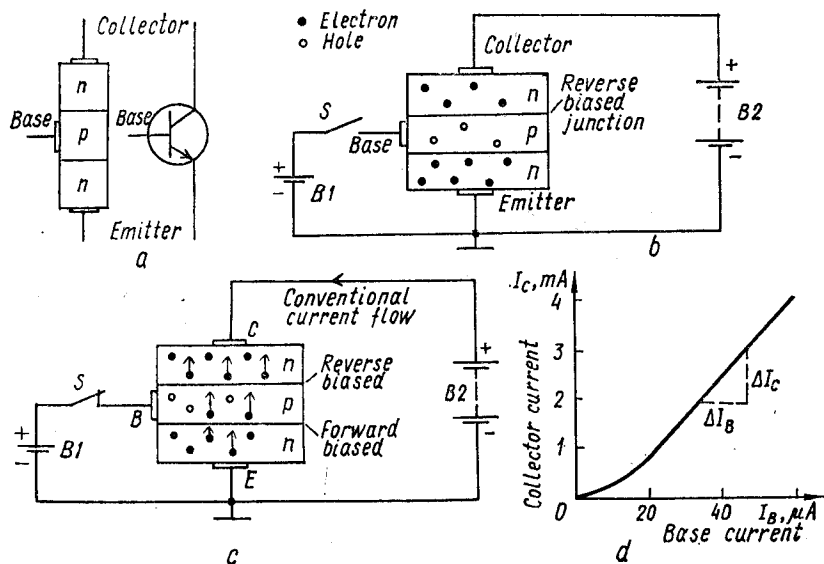 Collector
n
Base
p
Base
n
Emitter
a
• Electron
○ Hole
Collector
Reverse
biased
junction
n
S
Base
p
n
+
-
B1
+
B2
-
Emitter
b
Conventional
current flow
C
n
Reverse
biased
S
B
p
+
-
B1
n
Forward
biased
E
+
B2
-
c
I_C, mA
4
3
2
1
0
20
40
I_B, μA
ΔI_C
ΔI_B
Collector current
Base current
d